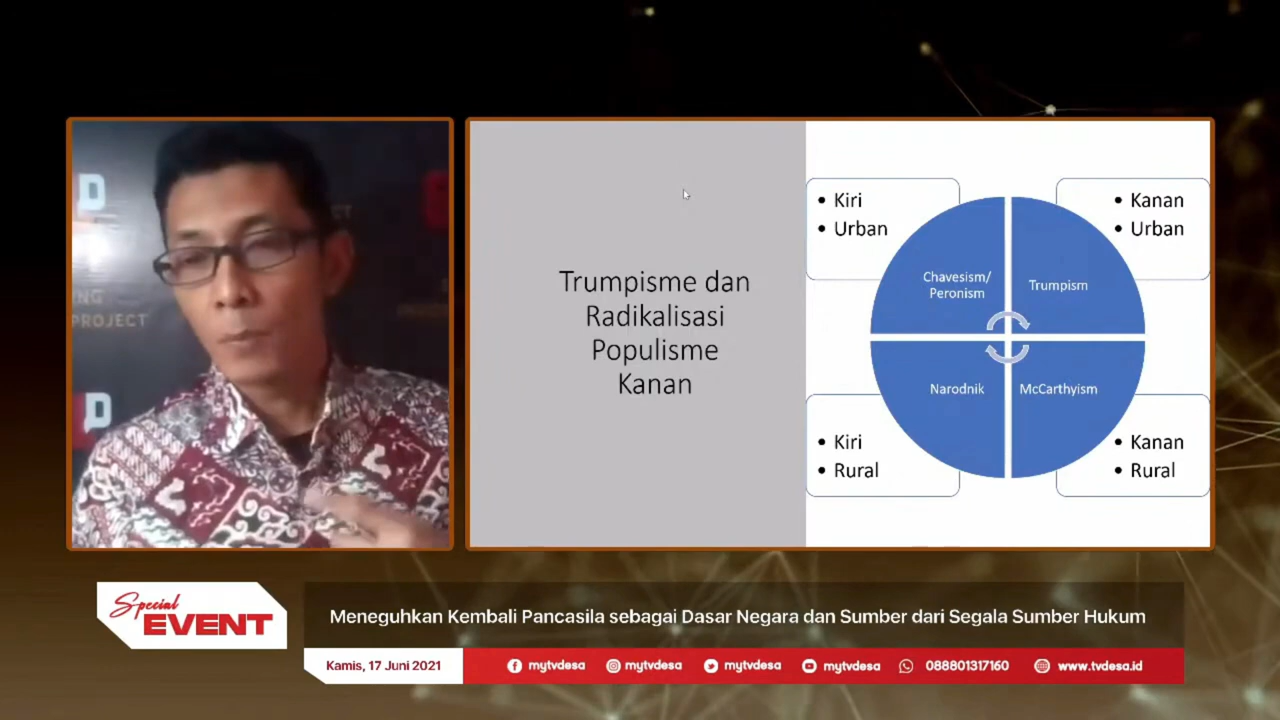 D
ING
PROJECT
D
Trumpisme dan
Radikalisasi
Populisme
Kanan
• Kiri
• Urban
• Kanan
• Urban
Chavesism/
Peronism
Trumpism
Narodnik
McCarthyism
• Kiri
• Rural
• Kanan
• Rural
Special
EVENT
Meneguhkan Kembali Pancasila sebagai Dasar Negara dan Sumber dari Segala Sumber Hukum
Kamis, 17 Juni 2021
mytvdesa mytvdesa mytvdesa mytvdesa 088801317160 www.tvdesa.id